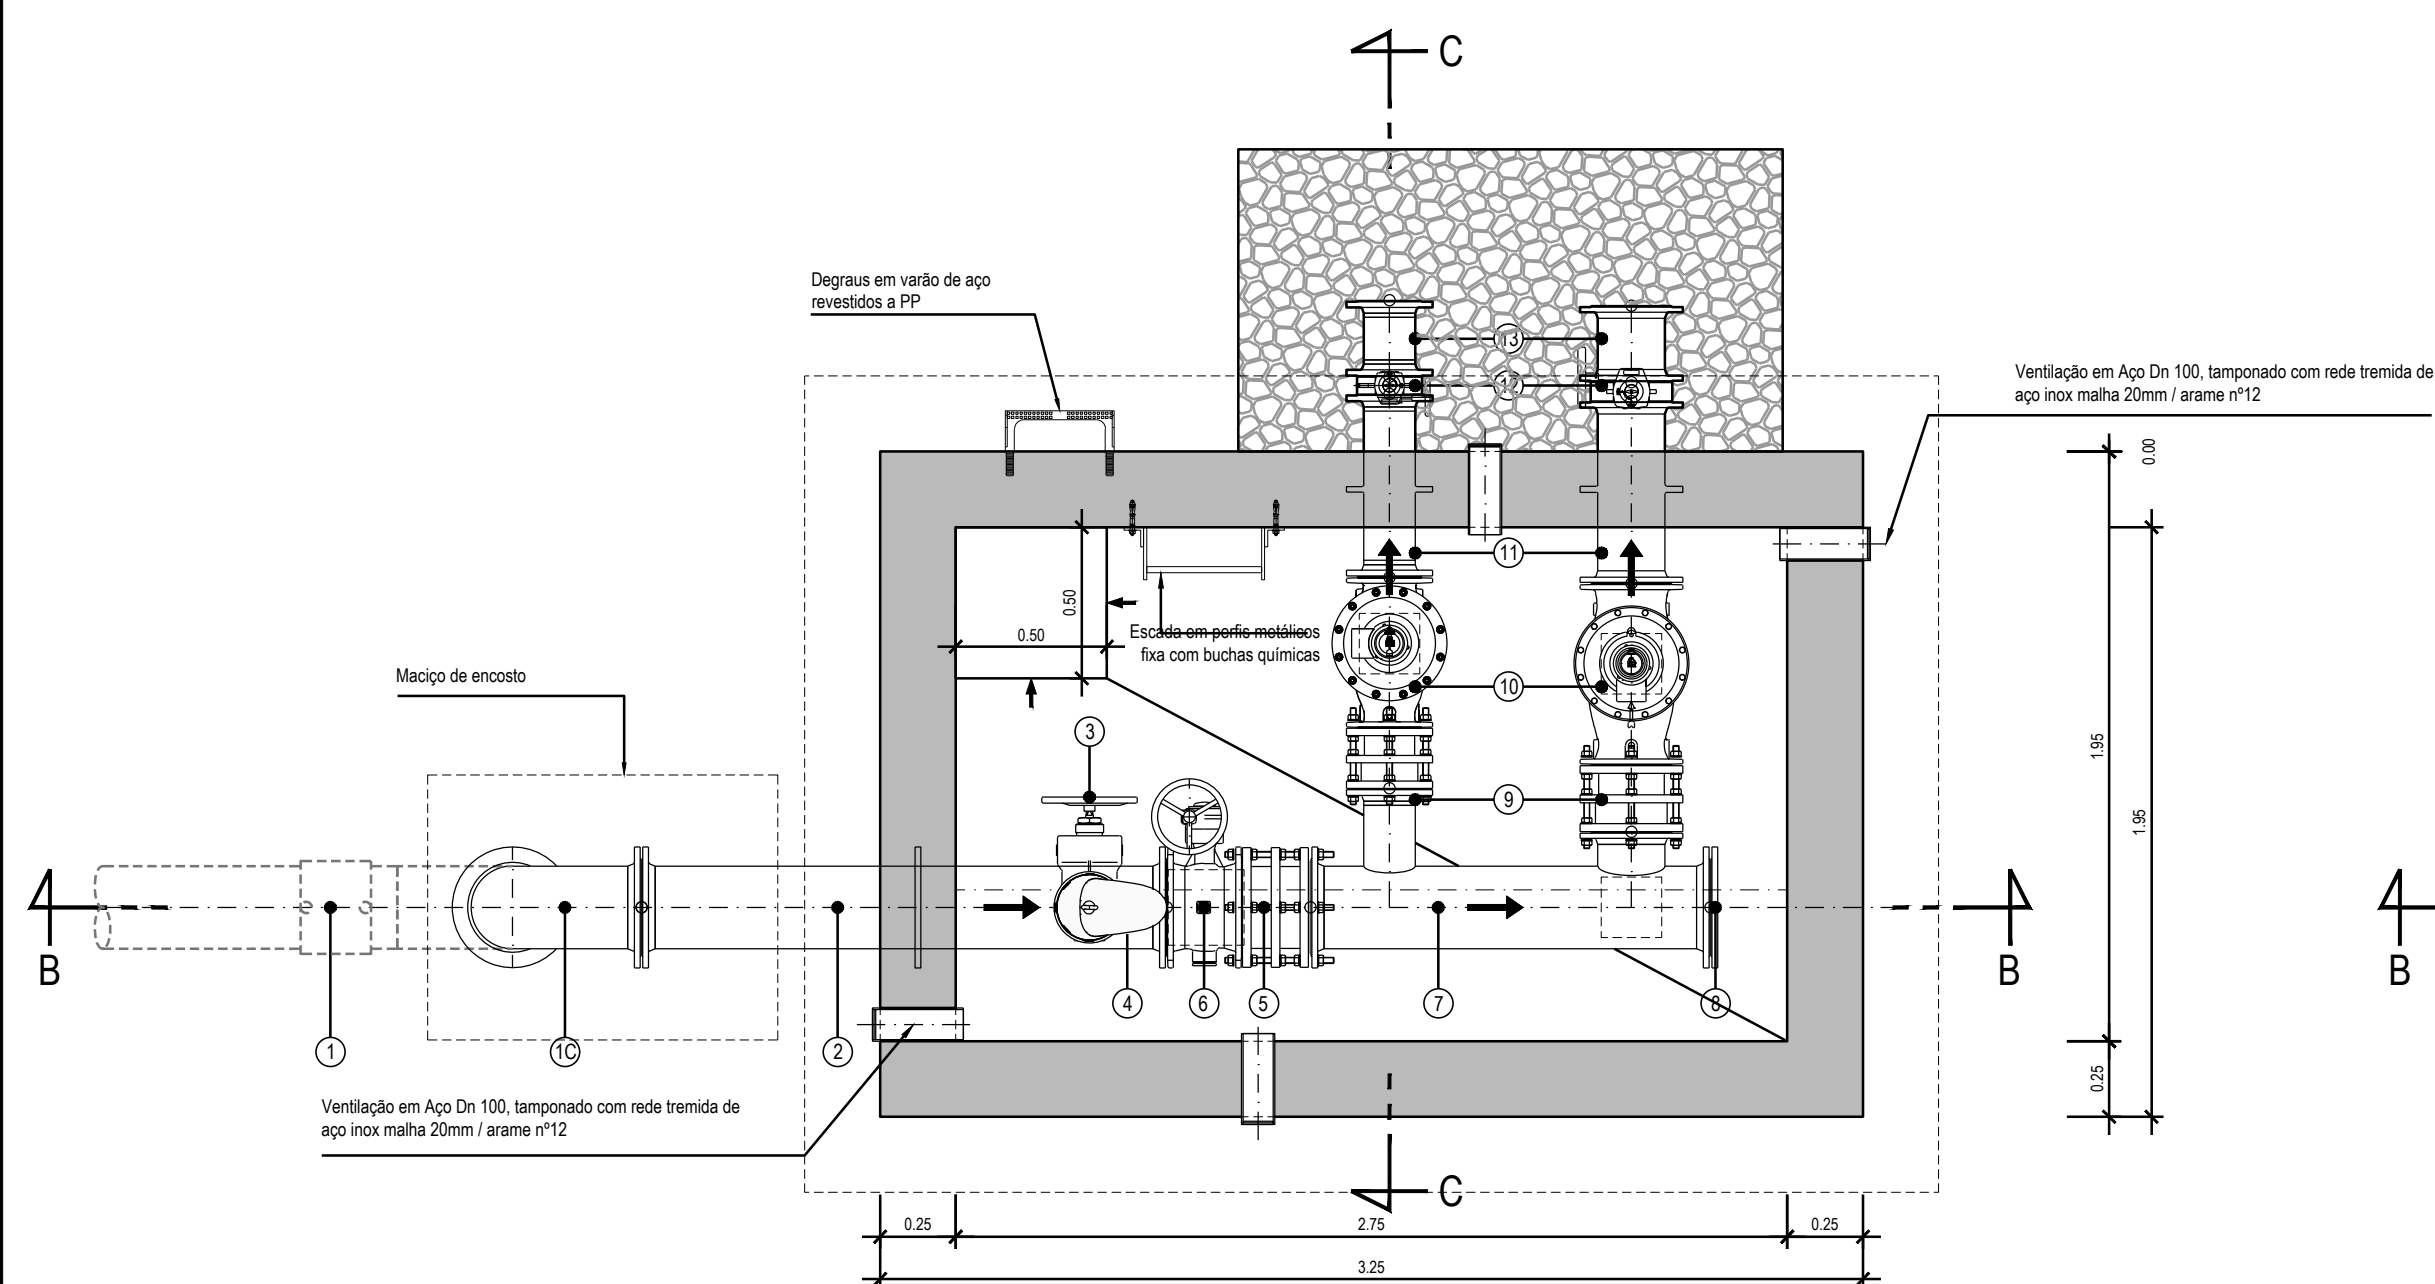 C
Degraus em varão de aço
revestidos a PP
13
12
Ventilação em Aço Dn 100, tamponado com rede tremida de
aço inox malha 20mm / arame nº12
0.00
11
0.50
0.50
Escada em perfis metálicos
fixa com buchas químicas
Maciço de encosto
10
3
1.95
9
1.95
B
B
B
4
6
5
7
8
1
1C
2
0.25
Ventilação em Aço Dn 100, tamponado com rede tremida de
aço inox malha 20mm / arame nº12
C
0.25
2.75
0.25
3.25